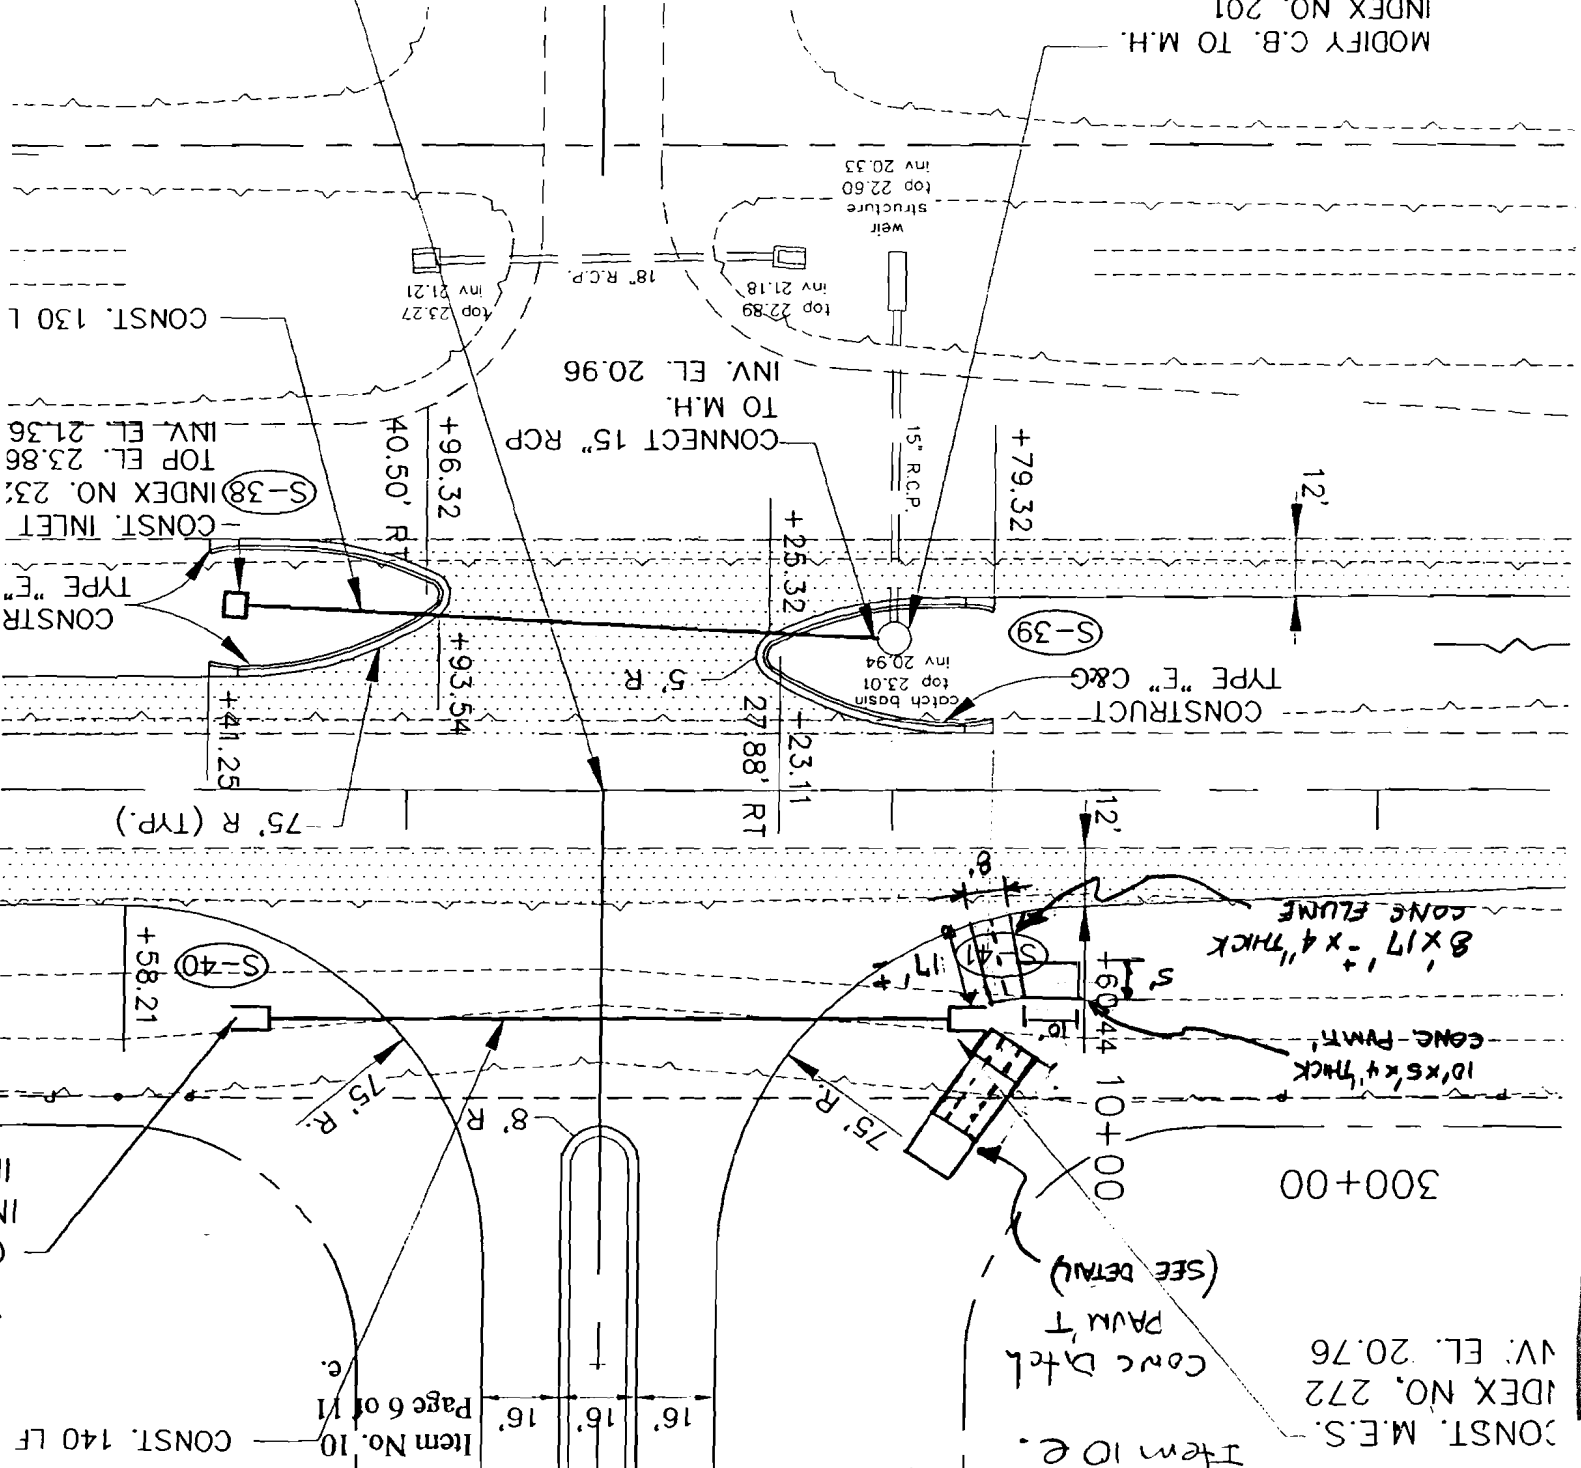 CONST. M.E.S.
INDEX NO. 272
INV. EL. 20.76
Item 10 e.
Conc Ditch
PAVM'T
(SEE DETAIL)
Item No. 10
Page 6 of 11
e.
CONST. 140 LF
16'
16'
16'
300+00
10+00
10'x5'x4" THICK
CONC PVMT.
8'x17'+- x 4" THICK
CONC FLUME
5'
10'
17'±
8'
S-41
+60.44
12'
75' R.
8' R
75' R.
S-40
+58.21
75' R (TYP.)
CONSTRUCT
TYPE "E" C&G
S-39
catch basin
top 23.01
inv 20.94
+23.11
27.88' RT
5' R
+93.54
+41.25
CONSTR
TYPE "E"
CONST. INLET
INDEX NO. 232
TOP EL. 23.86
INV. EL. 21.36
S-38
12'
+79.32
15" R.C.P.
+25.32
+96.32
40.50' RT
CONNECT 15" RCP
TO M.H.
INV. EL. 20.96
CONST. 130 L
top 22.89
inv 21.18
18" R.C.P.
top 23.27
inv 21.21
weir
structure
top 22.60
inv 20.33
MODIFY C.B. TO M.H.
INDEX NO. 201